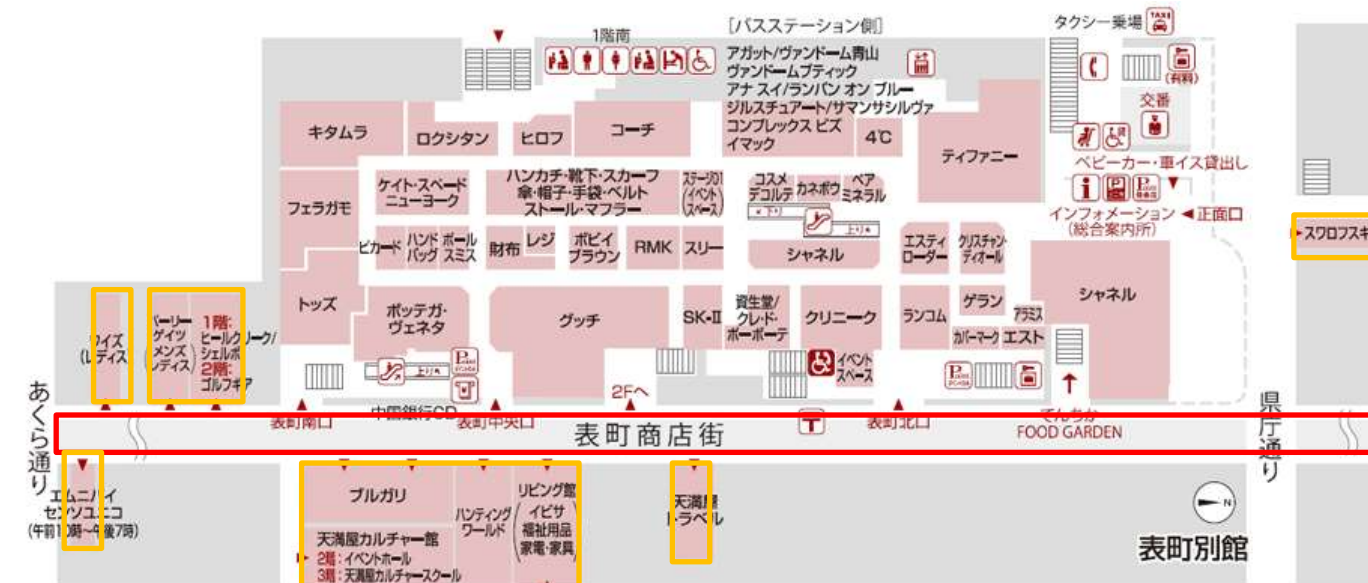 1階南
[バスステーション側]
アガット/ヴァンドーム青山
ヴァンドームブティック
アナ スイ/ランバン オン ブルー
ジルスチュアート/サマンサシルヴァ
コンプレックス ビズ
イマック
4℃
タクシー乗場
TAXI
(有料)
交番
ベビーカー・車イス貸出し
インフォメーション
(総合案内所)
◀正面口
キタムラ
ロクシタン
ヒロフ
コーチ
ティファニー
フェラガモ
ケイト・スペード
ニューヨーク
ハンカチ・靴下・スカーフ
傘・帽子・手袋・ベルト
ストール・マフラー
ステージ01
(イベント
スペース)
コスメ
デコルテ
カネボウ
ベア
ミネラル
下り
上り
ピカード
ハンド
バッグ
ポール
スミス
財布
レジ
ボビイ
ブラウン
RMK
スリー
シャネル
エスティ
ローダー
クリスチャン・
ディオール
スワロフスキ
トッズ
ボッテガ・
ヴェネタ
グッチ
SK-II
資生堂/
クレ・ド・
ポーボーテ
クリニーク
ランコム
ゲラン
アラミス
カバーマーク
エスト
シャネル
イベント
スペース
ワイズ
(レディス)
パーリー
ゲイツ
メンズ
レディス
1階:
ヒールクリーク/
シェルボ
2階:
ゴルフギア
上り
2Fへ
中国銀行CD
表町南口
表町中央口
表町商店街
表町北口
てんちか
FOOD GARDEN
あくら通り
県庁通り
エムニハイ
センソユニコ
(午前10時〜午後7時)
ブルガリ
天満屋カルチャー館
2階:イベントホール
3階:天満屋カルチャースクール
ハンティング
ワールド
リビング館
イビサ
福祉用品
家電・家具
天満屋
トラベル
N
表町別館